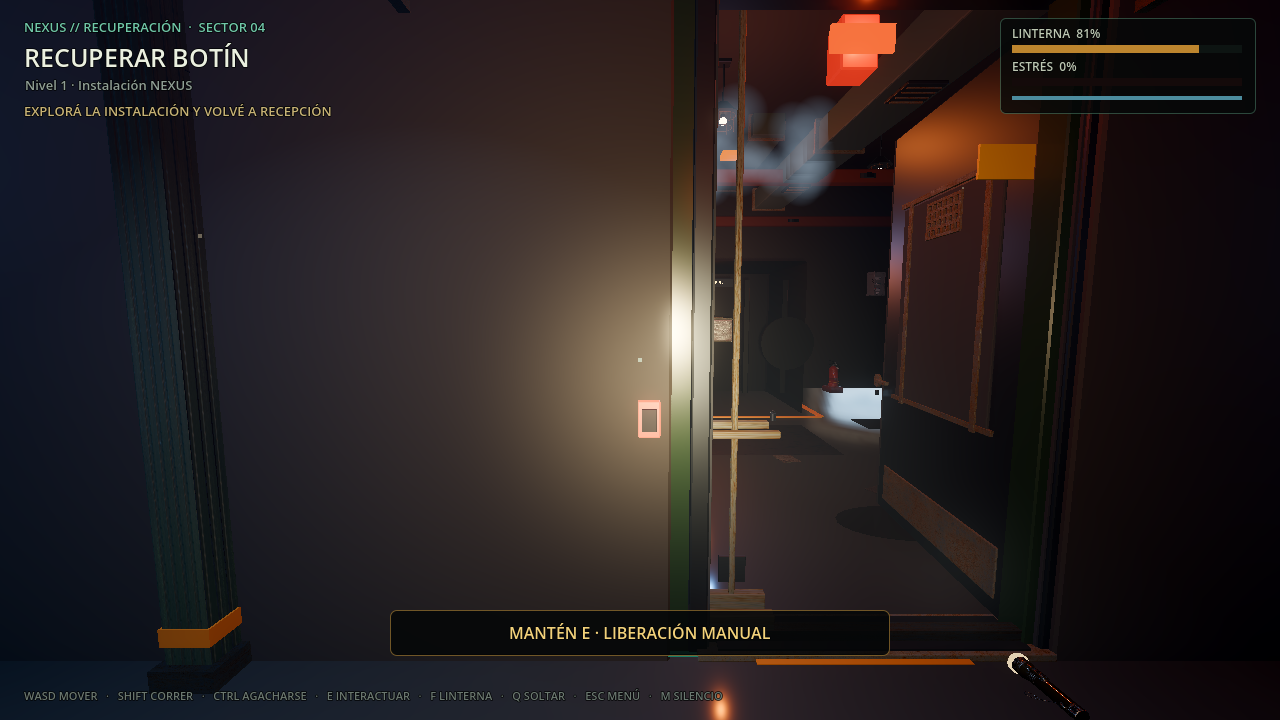 NEXUS // RECUPERACIÓN · SECTOR 04
RECUPERAR BOTÍN
Nivel 1 · Instalación NEXUS
EXPLORÁ LA INSTALACIÓN Y VOLVÉ A RECEPCIÓN
LINTERNA 81%
ESTRÉS 0%
MANTÉN E · LIBERACIÓN MANUAL
WASD MOVER · SHIFT CORRER · CTRL AGACHARSE · E INTERACTUAR · F LINTERNA · Q SOLTAR · ESC MENÚ · M SILENCIO